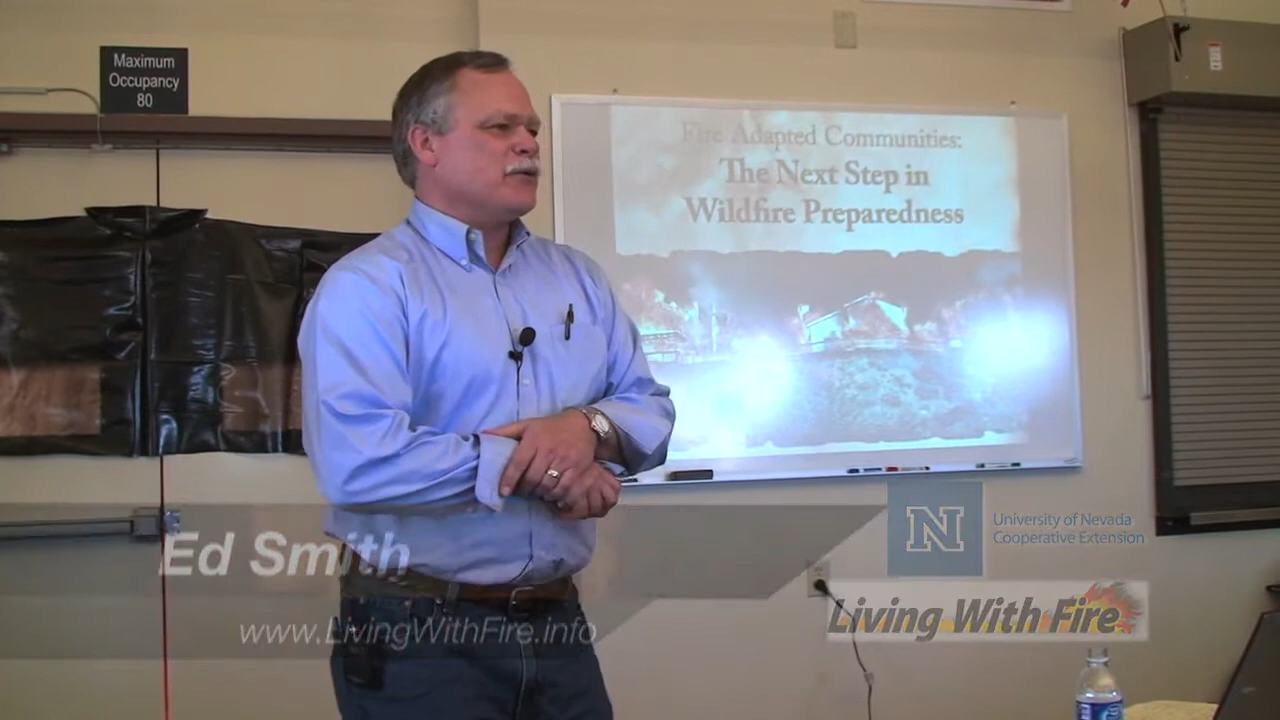 Maximum
Occupancy
80
Fire Adapted Communities:
The Next Step in
Wildfire Preparedness
Ed Smith
www.LivingWithFire.info
N
University of Nevada
Cooperative Extension
Living With Fire